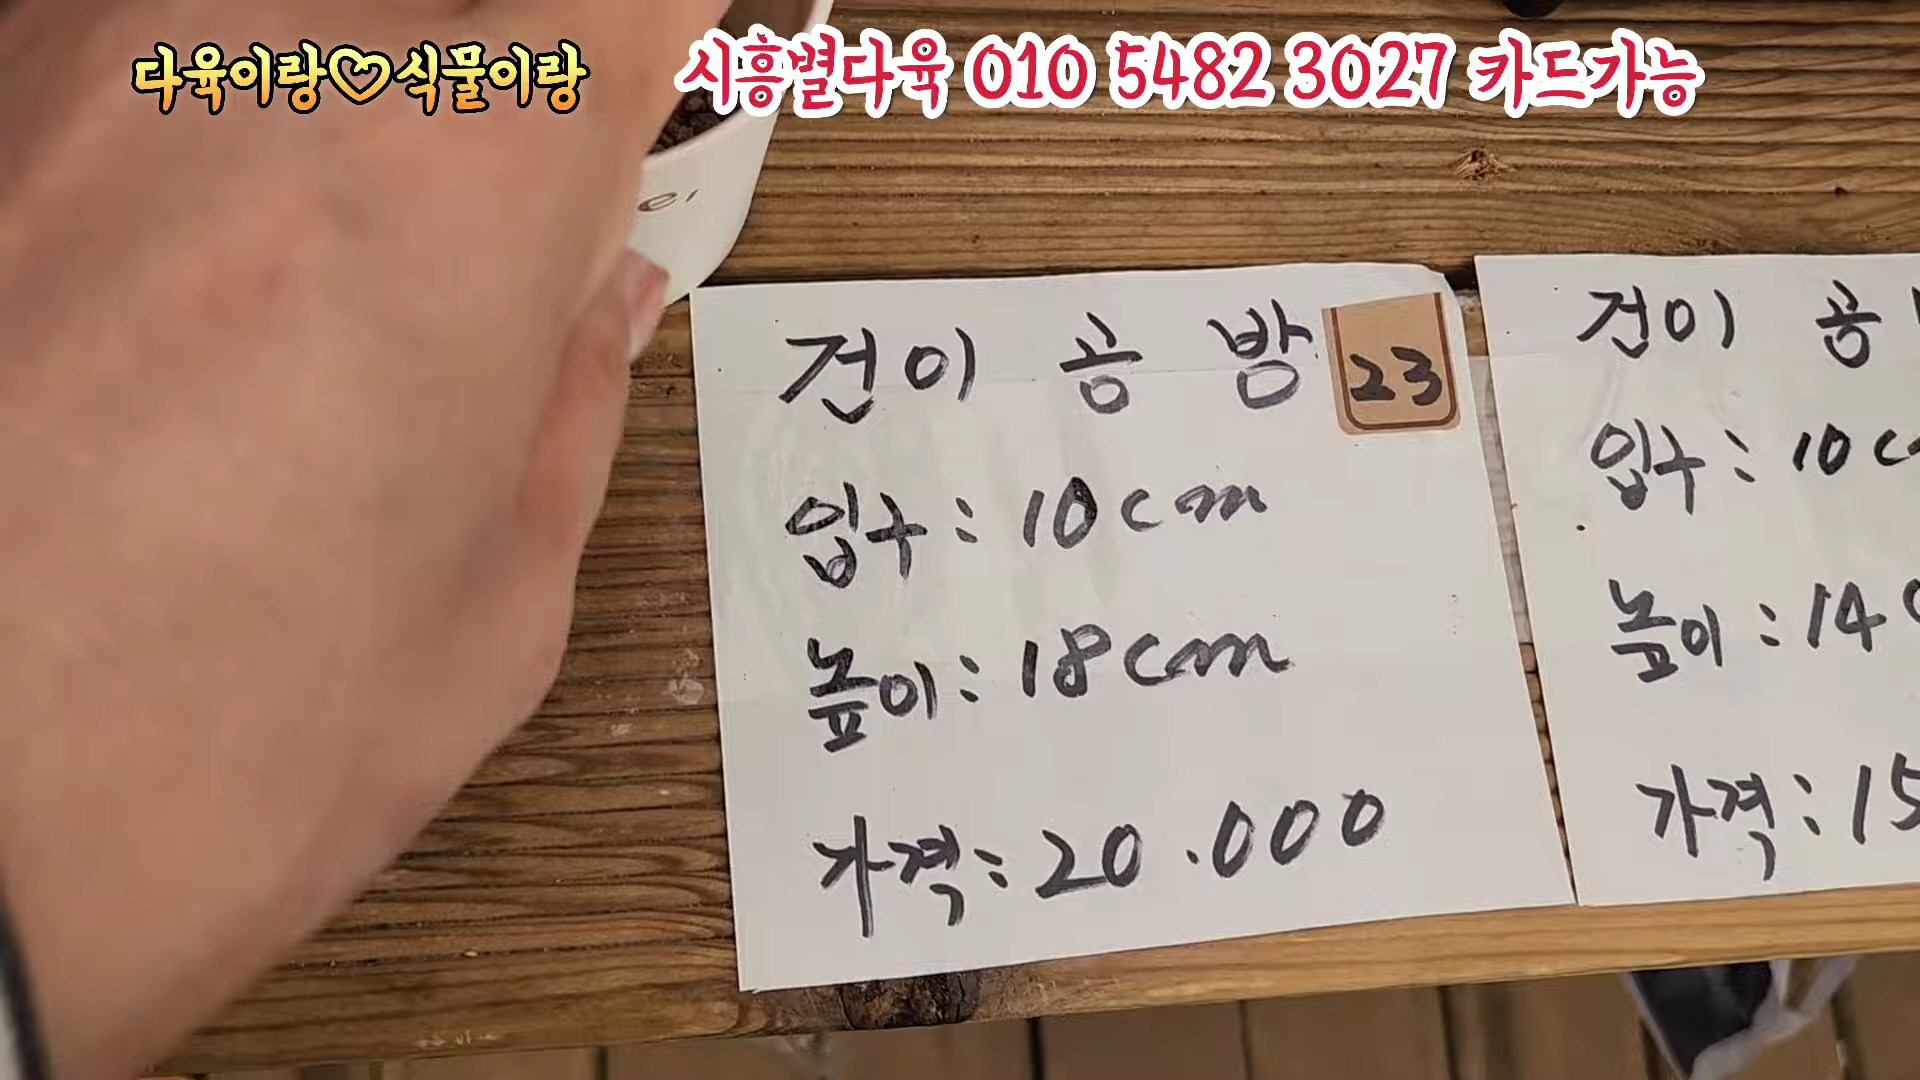 다육이랑♡식물이랑
시흥별다육 010 5482 3027 카드가능
건이 공 방 23
입구 : 10cm
높이 : 18cm
가격 : 20.000
건이 공
입구 : 10c
높이 : 14
가격 : 15